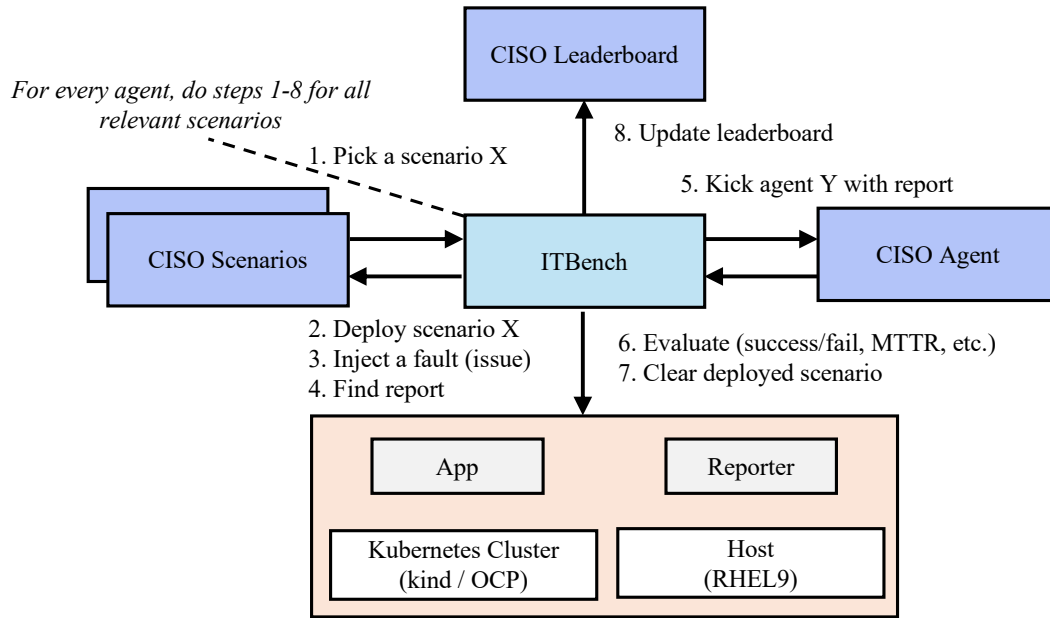 CISO Leaderboard
For every agent, do steps 1-8 for all
relevant scenarios
8. Update leaderboard
1. Pick a scenario X
5. Kick agent Y with report
CISO Scenarios
ITBench
CISO Agent
2. Deploy scenario X
3. Inject a fault (issue)
4. Find report
6. Evaluate (success/fail, MTTR, etc.)
7. Clear deployed scenario
App
Reporter
Kubernetes Cluster
(kind / OCP)
Host
(RHEL9)